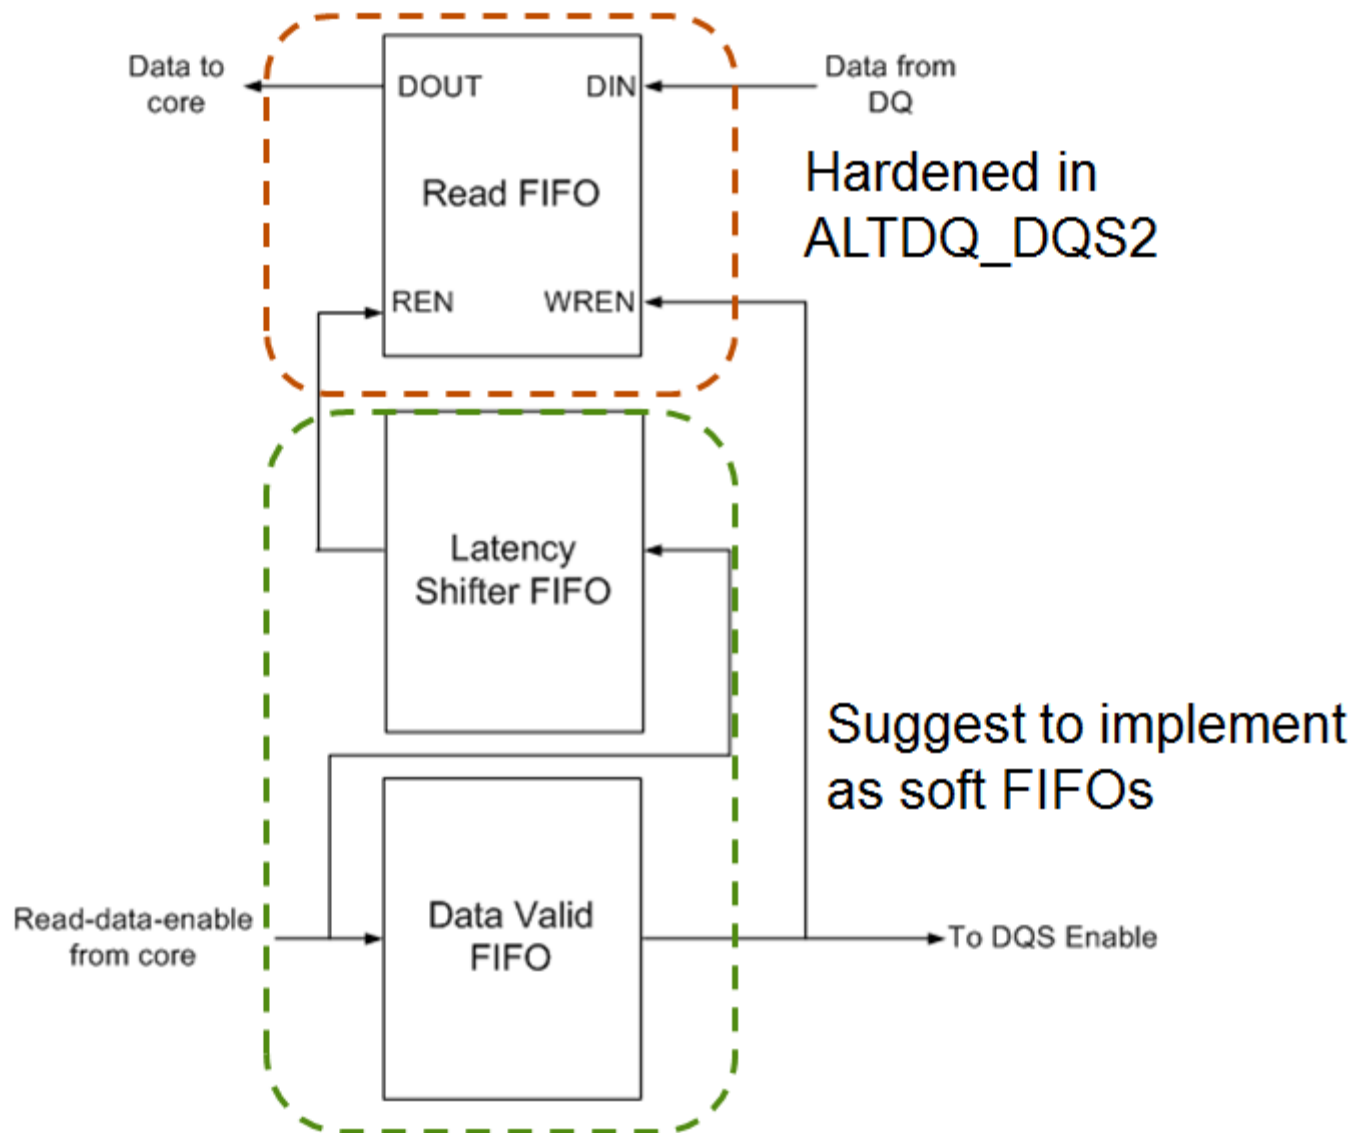 Data to
core
DOUT
DIN
Data from
DQ
Read FIFO
Hardened in
ALTDQ_DQS2
REN
WREN
Latency
Shifter FIFO
Suggest to implement
as soft FIFOs
Read-data-enable
from core
Data Valid
FIFO
To DQS Enable